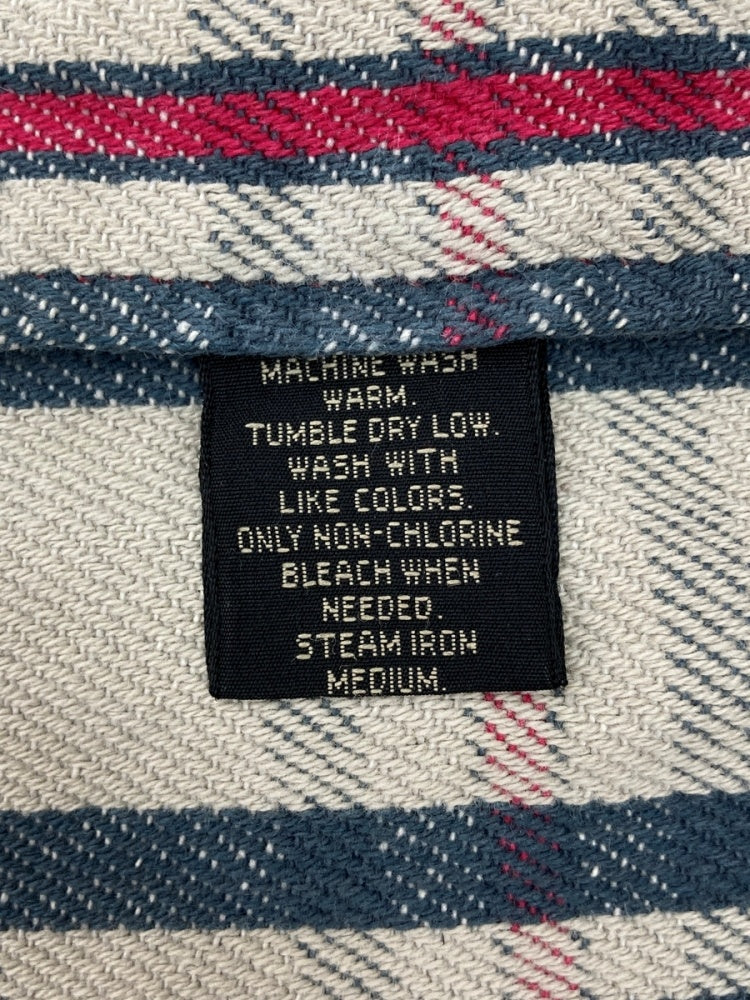 MACHINE WASH
WARM.
TUMBLE DRY LOW.
WASH WITH
LIKE COLORS.
ONLY NON-CHLORINE
BLEACH WHEN
NEEDED.
STEAM IRON
MEDIUM.